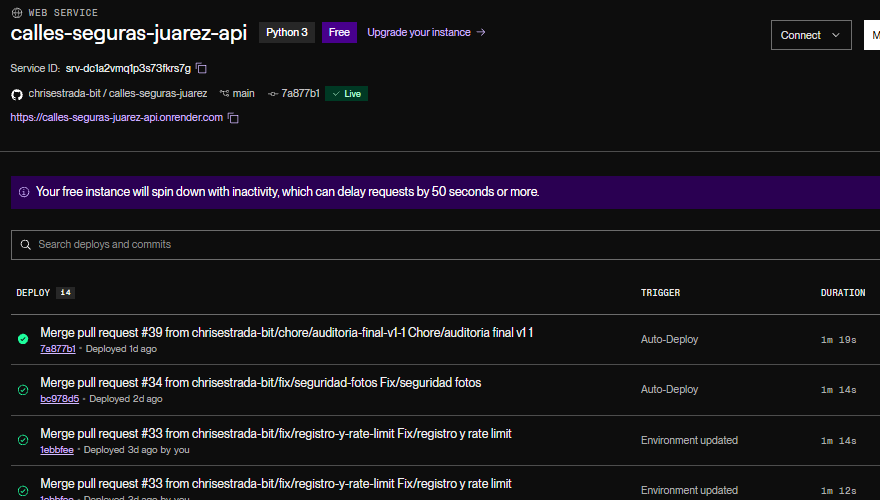 WEB SERVICE
calles-seguras-juarez-api Python 3 Free Upgrade your instance →
Connect
M
Service ID: srv-dc1a2vmq1p3s73fkrs7g
chrisestrada-bit / calles-seguras-juarez main 7a877b1 Live
https://calles-seguras-juarez-api.onrender.com
Your free instance will spin down with inactivity, which can delay requests by 50 seconds or more.
Search deploys and commits
DEPLOY 14 TRIGGER DURATION
Merge pull request #39 from chrisestrada-bit/chore/auditoria-final-v1-1 Chore/auditoria final v1 1
7a877b1 • Deployed 1d ago
Auto-Deploy 1m 19s
Merge pull request #34 from chrisestrada-bit/fix/seguridad-fotos Fix/seguridad fotos
bc978d5 • Deployed 2d ago
Auto-Deploy 1m 14s
Merge pull request #33 from chrisestrada-bit/fix/registro-y-rate-limit Fix/registro y rate limit
1ebbfee • Deployed 3d ago by you
Environment updated 1m 14s
Merge pull request #33 from chrisestrada-bit/fix/registro-y-rate-limit Fix/registro y rate limit
1ebbfee • Deployed 3d ago by you
Environment updated 1m 12s